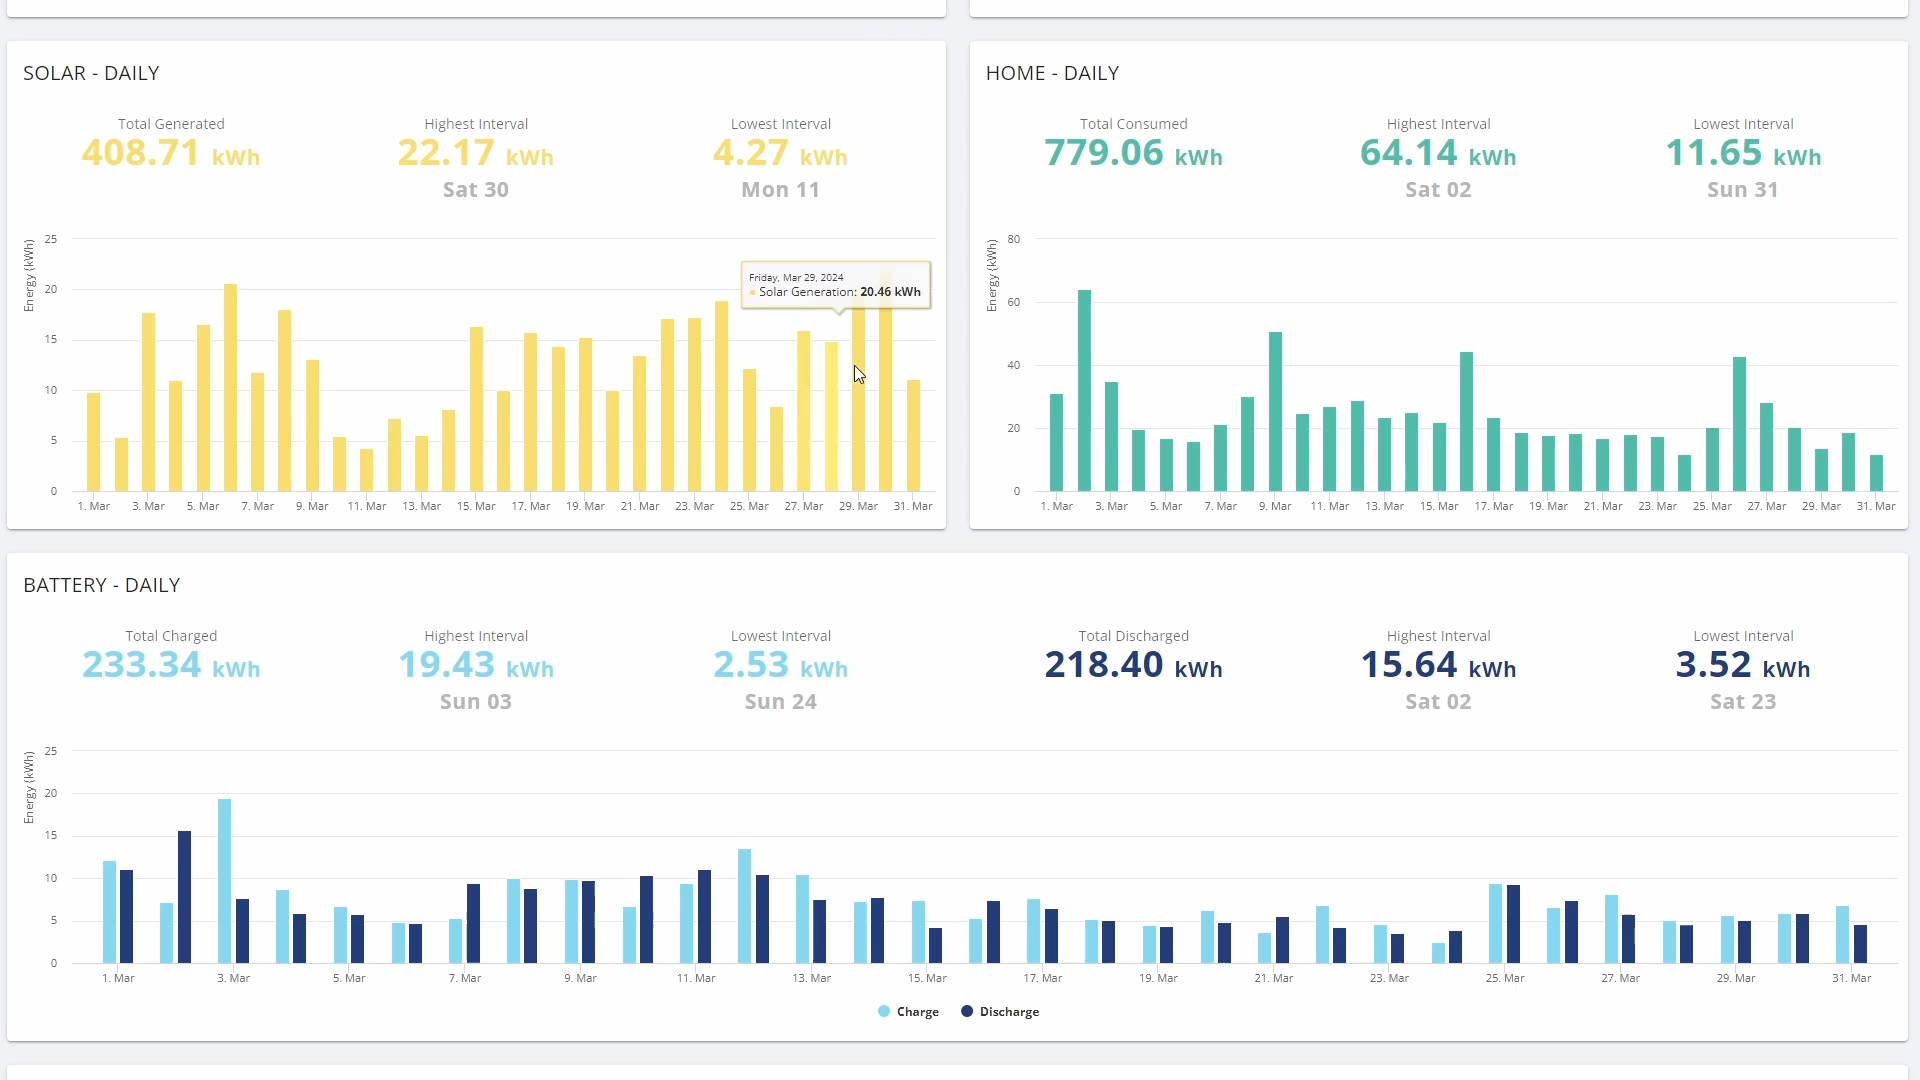 SOLAR - DAILY
Total Generated
408.71 kWh
Highest Interval
22.17 kWh
Sat 30
Lowest Interval
4.27 kWh
Mon 11
Energy (kWh)
25
20
15
10
5
0
Friday, Mar 29, 2024
Solar Generation: 20.46 kWh
1. Mar 3. Mar 5. Mar 7. Mar 9. Mar 11. Mar 13. Mar 15. Mar 17. Mar 19. Mar 21. Mar 23. Mar 25. Mar 27. Mar 29. Mar 31. Mar
HOME - DAILY
Total Consumed
779.06 kWh
Highest Interval
64.14 kWh
Sat 02
Lowest Interval
11.65 kWh
Sun 31
Energy (kWh)
80
60
40
20
0
1. Mar 3. Mar 5. Mar 7. Mar 9. Mar 11. Mar 13. Mar 15. Mar 17. Mar 19. Mar 21. Mar 23. Mar 25. Mar 27. Mar 29. Mar 31. Mar
BATTERY - DAILY
Total Charged
233.34 kWh
Highest Interval
19.43 kWh
Sun 03
Lowest Interval
2.53 kWh
Sun 24
Total Discharged
218.40 kWh
Highest Interval
15.64 kWh
Sat 02
Lowest Interval
3.52 kWh
Sat 23
Energy (kWh)
25
20
15
10
5
0
1. Mar 3. Mar 5. Mar 7. Mar 9. Mar 11. Mar 13. Mar 15. Mar 17. Mar 19. Mar 21. Mar 23. Mar 25. Mar 27. Mar 29. Mar 31. Mar
Charge Discharge